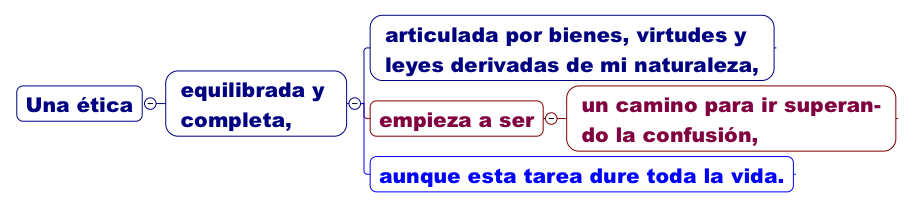 Una ética
equilibrada y
completa,
articulada por bienes, virtudes y
leyes derivadas de mi naturaleza,
empieza a ser
un camino para ir superan-
do la confusión,
aunque esta tarea dure toda la vida.